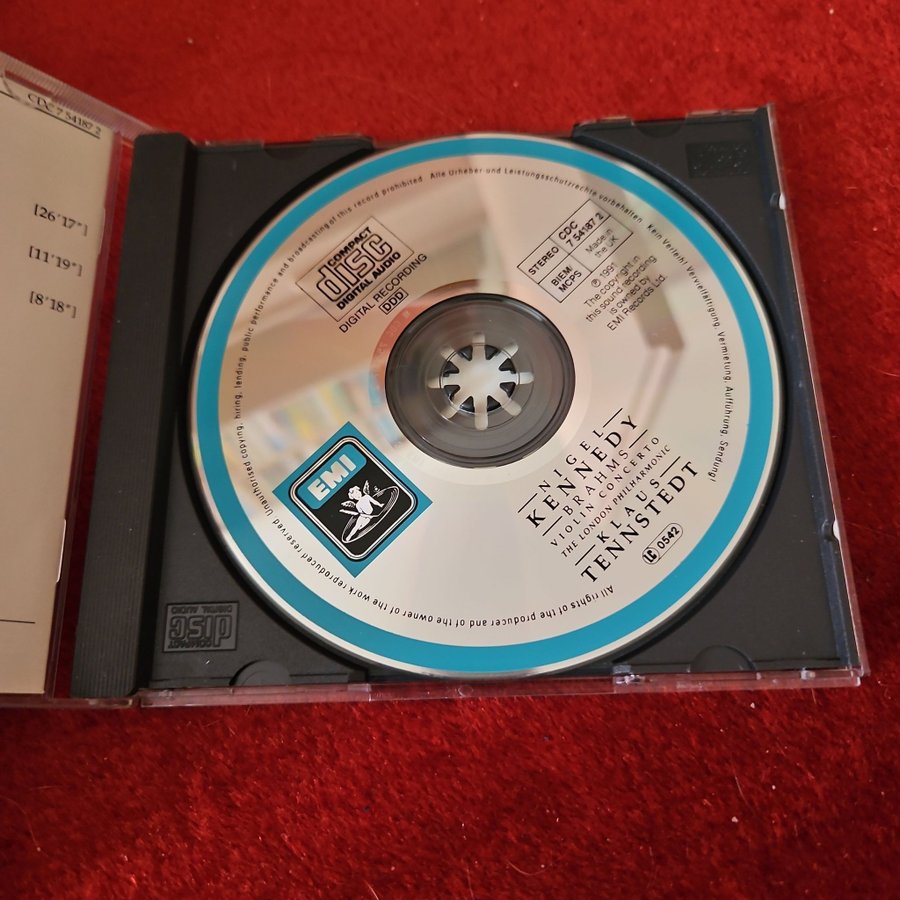 CDC 7 54187 2
[26'17"]
[11'19"]
[8'18"]
COMPACT
disc
DIGITAL AUDIO
DIGITAL RECORDING
DDD
STEREO
CDC
7 54187 2
BIEM/
MCPS
Made in
the UK
℗ 1991
The copyright in
this sound recording
is owned by
EMI Records Ltd.
EMI
NIGEL
KENNEDY
BRAHMS
VIOLIN CONCERTO
THE LONDON PHILHARMONIC
KLAUS
TENNSTEDT
LC 0542
All rights of the producer and of the owner of the work reproduced reserved. Unauthorised copying, hiring, lending, public performance and broadcasting of this record prohibited. Alle Urheber- und Leistungsschutzrechte vorbehalten. Kein Verleih! Vervielfältigung, Vermietung, Aufführung, Sendung!
COMPACT
disc
DIGITAL AUDIO